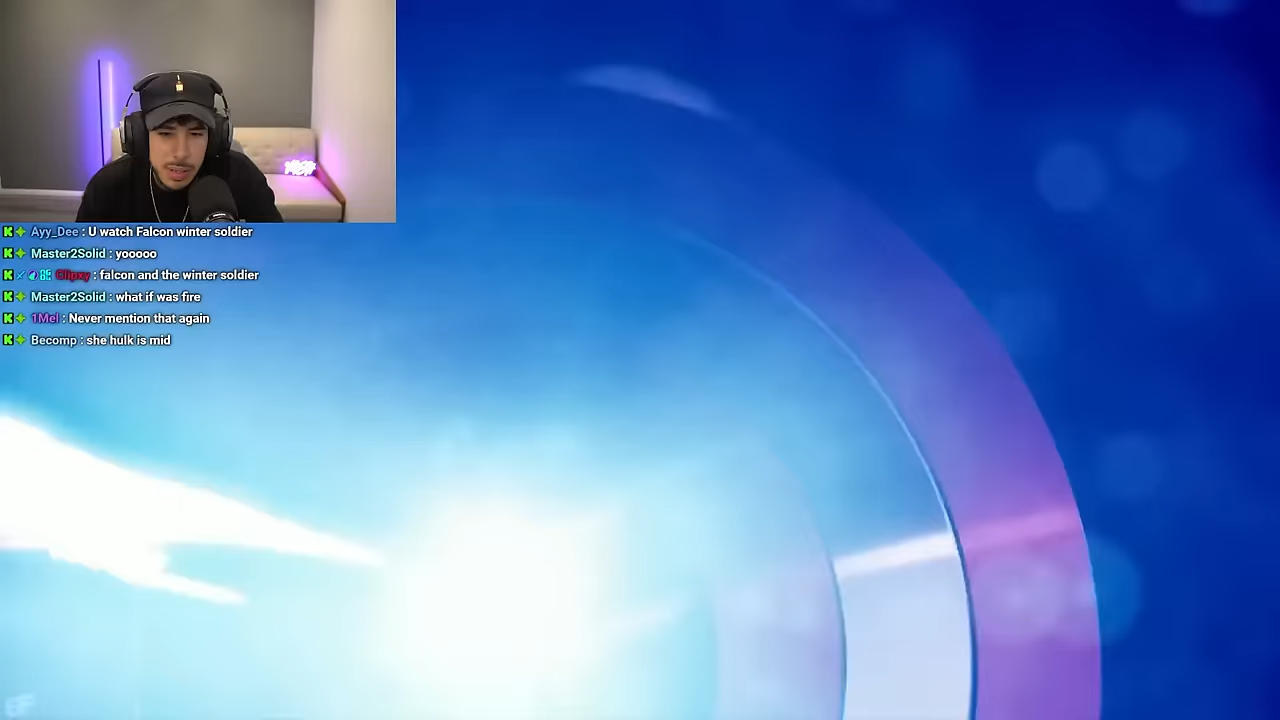 Ayy_Dee : U watch Falcon winter soldier
Master2Solid : yooooo
Clipxy : falcon and the winter soldier
Master2Solid : what if was fire
1Mel : Never mention that again
Becomp : she hulk is mid